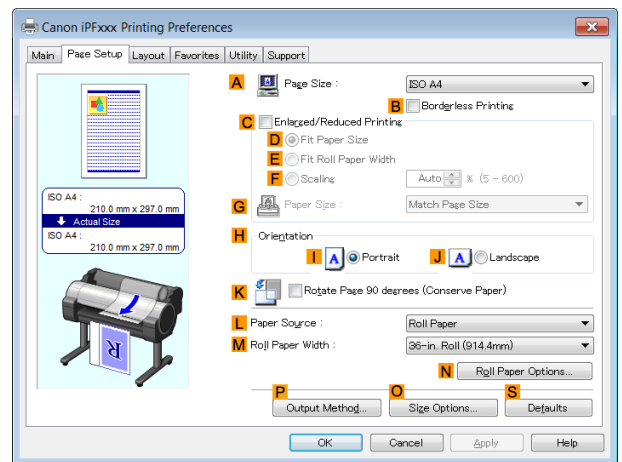 Canon iPFxxx Printing Preferences
Main Page Setup Layout Favorites Utility Support
A Page Size : ISO A4
B Borderless Printing
C Enlarged/Reduced Printing
D Fit Paper Size
E Fit Roll Paper Width
F Scaling Auto % (5 - 600)
G Paper Size : Match Page Size
ISO A4 :
210.0 mm x 297.0 mm
Actual Size
ISO A4 :
210.0 mm x 297.0 mm
H Orientation
I A Portrait J A Landscape
K Rotate Page 90 degrees (Conserve Paper)
L Paper Source : Roll Paper
M Roll Paper Width : 36-in. Roll (914.4mm)
R
N Roll Paper Options...
P O S
Output Method... Size Options... Defaults
OK Cancel Apply Help